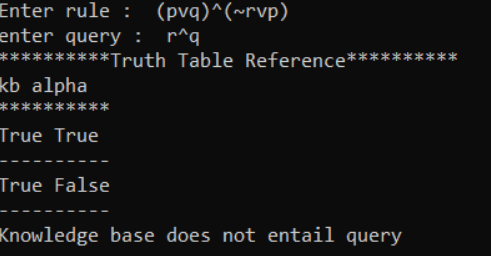 Enter rule :  (pvq)^(~rvp)
enter query :  r^q
**********Truth Table Reference**********
kb alpha
**********
True True
----------
True False
----------
Knowledge base does not entail query